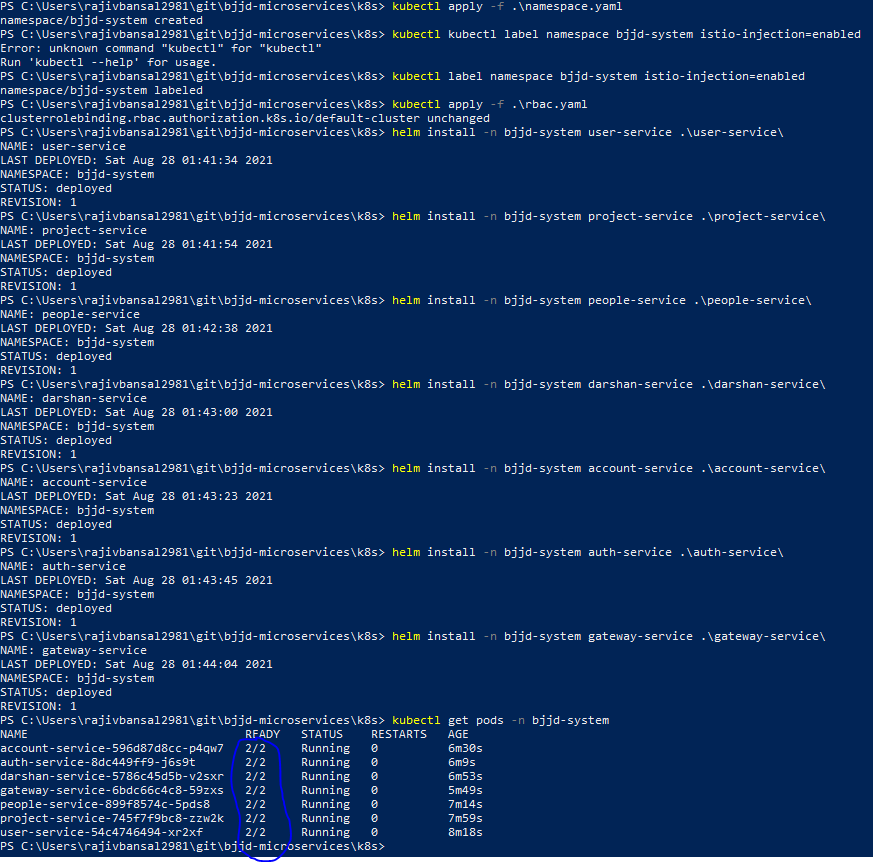 PS C:\Users\rajivbansal2981\git\bjjd-microservices\k8s> kubectl apply -f .\namespace.yaml
namespace/bjjd-system created
PS C:\Users\rajivbansal2981\git\bjjd-microservices\k8s> kubectl kubectl label namespace bjjd-system istio-injection=enabled
Error: unknown command "kubectl" for "kubectl"
Run 'kubectl --help' for usage.
PS C:\Users\rajivbansal2981\git\bjjd-microservices\k8s> kubectl label namespace bjjd-system istio-injection=enabled
namespace/bjjd-system labeled
PS C:\Users\rajivbansal2981\git\bjjd-microservices\k8s> kubectl apply -f .\rbac.yaml
clusterrolebinding.rbac.authorization.k8s.io/default-cluster unchanged
PS C:\Users\rajivbansal2981\git\bjjd-microservices\k8s> helm install -n bjjd-system user-service .\user-service\
NAME: user-service
LAST DEPLOYED: Sat Aug 28 01:41:34 2021
NAMESPACE: bjjd-system
STATUS: deployed
REVISION: 1
PS C:\Users\rajivbansal2981\git\bjjd-microservices\k8s> helm install -n bjjd-system project-service .\project-service\
NAME: project-service
LAST DEPLOYED: Sat Aug 28 01:41:54 2021
NAMESPACE: bjjd-system
STATUS: deployed
REVISION: 1
PS C:\Users\rajivbansal2981\git\bjjd-microservices\k8s> helm install -n bjjd-system people-service .\people-service\
NAME: people-service
LAST DEPLOYED: Sat Aug 28 01:42:38 2021
NAMESPACE: bjjd-system
STATUS: deployed
REVISION: 1
PS C:\Users\rajivbansal2981\git\bjjd-microservices\k8s> helm install -n bjjd-system darshan-service .\darshan-service\
NAME: darshan-service
LAST DEPLOYED: Sat Aug 28 01:43:00 2021
NAMESPACE: bjjd-system
STATUS: deployed
REVISION: 1
PS C:\Users\rajivbansal2981\git\bjjd-microservices\k8s> helm install -n bjjd-system account-service .\account-service\
NAME: account-service
LAST DEPLOYED: Sat Aug 28 01:43:23 2021
NAMESPACE: bjjd-system
STATUS: deployed
REVISION: 1
PS C:\Users\rajivbansal2981\git\bjjd-microservices\k8s> helm install -n bjjd-system auth-service .\auth-service\
NAME: auth-service
LAST DEPLOYED: Sat Aug 28 01:43:45 2021
NAMESPACE: bjjd-system
STATUS: deployed
REVISION: 1
PS C:\Users\rajivbansal2981\git\bjjd-microservices\k8s> helm install -n bjjd-system gateway-service .\gateway-service\
NAME: gateway-service
LAST DEPLOYED: Sat Aug 28 01:44:04 2021
NAMESPACE: bjjd-system
STATUS: deployed
REVISION: 1
PS C:\Users\rajivbansal2981\git\bjjd-microservices\k8s> kubectl get pods -n bjjd-system
NAME READY STATUS RESTARTS AGE
account-service-596d87d8cc-p4qw7 2/2 Running 0 6m30s
auth-service-8dc449ff9-j6s9t 2/2 Running 0 6m9s
darshan-service-5786c45d5b-v2sxr 2/2 Running 0 6m53s
gateway-service-6bdc66c4c8-59zxs 2/2 Running 0 5m49s
people-service-899f8574c-5pds8 2/2 Running 0 7m14s
project-service-745f7f9bc8-zzw2k 2/2 Running 0 7m59s
user-service-54c4746494-xr2xf 2/2 Running 0 8m18s
PS C:\Users\rajivbansal2981\git\bjjd-microservices\k8s>